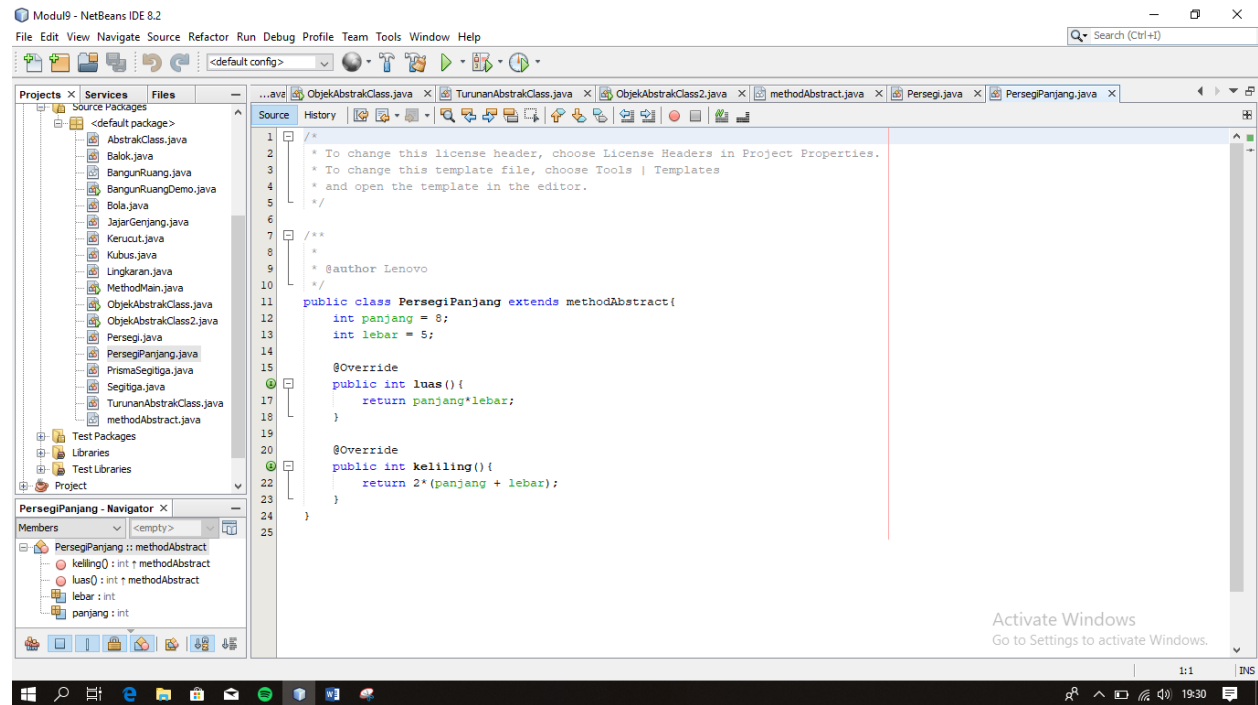 Modul9 - NetBeans IDE 8.2
File Edit View Navigate Source Refactor Run Debug Profile Team Tools Window Help
Search (Ctrl+I)
<default config>
Projects Services Files
...ava ObjekAbstrakClass.java TurunanAbstrakClass.java ObjekAbstrakClass2.java methodAbstract.java Persegi.java PersegiPanjang.java
Source History
Source Packages
<default package>
AbstrakClass.java
Balok.java
BangunRuang.java
BangunRuangDemo.java
Bola.java
JajarGenjang.java
Kerucut.java
Kubus.java
Lingkaran.java
MethodMain.java
ObjekAbstrakClass.java
ObjekAbstrakClass2.java
Persegi.java
PersegiPanjang.java
PrismaSegitiga.java
Segitiga.java
TurunanAbstrakClass.java
methodAbstract.java
Test Packages
Libraries
Test Libraries
Project
PersegiPanjang - Navigator
Members <empty>
PersegiPanjang :: methodAbstract
keliling() : int ↑ methodAbstract
luas() : int ↑ methodAbstract
lebar : int
panjang : int
1 /*
2 * To change this license header, choose License Headers in Project Properties.
3 * To change this template file, choose Tools | Templates
4 * and open the template in the editor.
5 */
6
7 /**
8 *
9 * @author Lenovo
10 */
11 public class PersegiPanjang extends methodAbstract{
12 int panjang = 8;
13 int lebar = 5;
14
15 @Override
public int luas(){
17 return panjang*lebar;
18 }
19
20 @Override
public int keliling(){
22 return 2*(panjang + lebar);
23 }
24 }
25
Activate Windows
Go to Settings to activate Windows.
1:1 INS
19:30